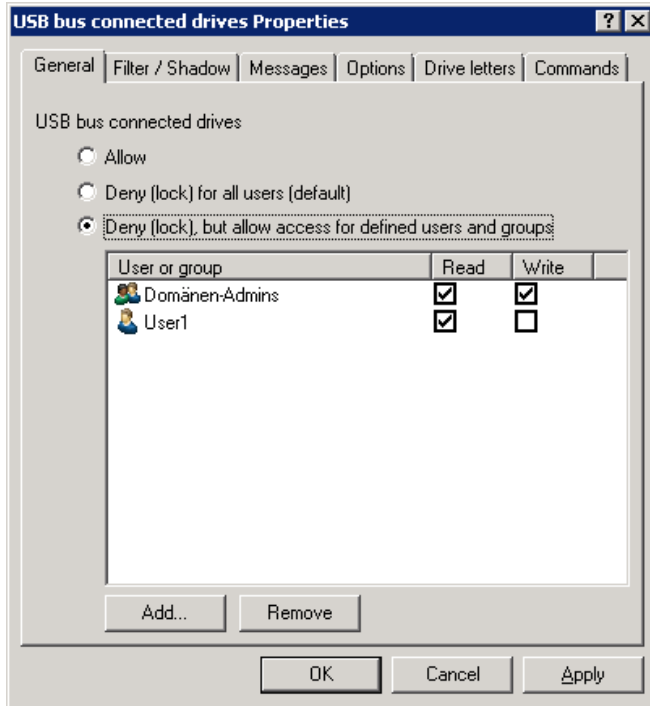 USB bus connected drives Properties
General Filter / Shadow Messages Options Drive letters Commands
USB bus connected drives
Allow
Deny (lock) for all users (default)
Deny (lock), but allow access for defined users and groups
User or group Read Write
Domänen-Admins
User1
Add... Remove
OK Cancel Apply